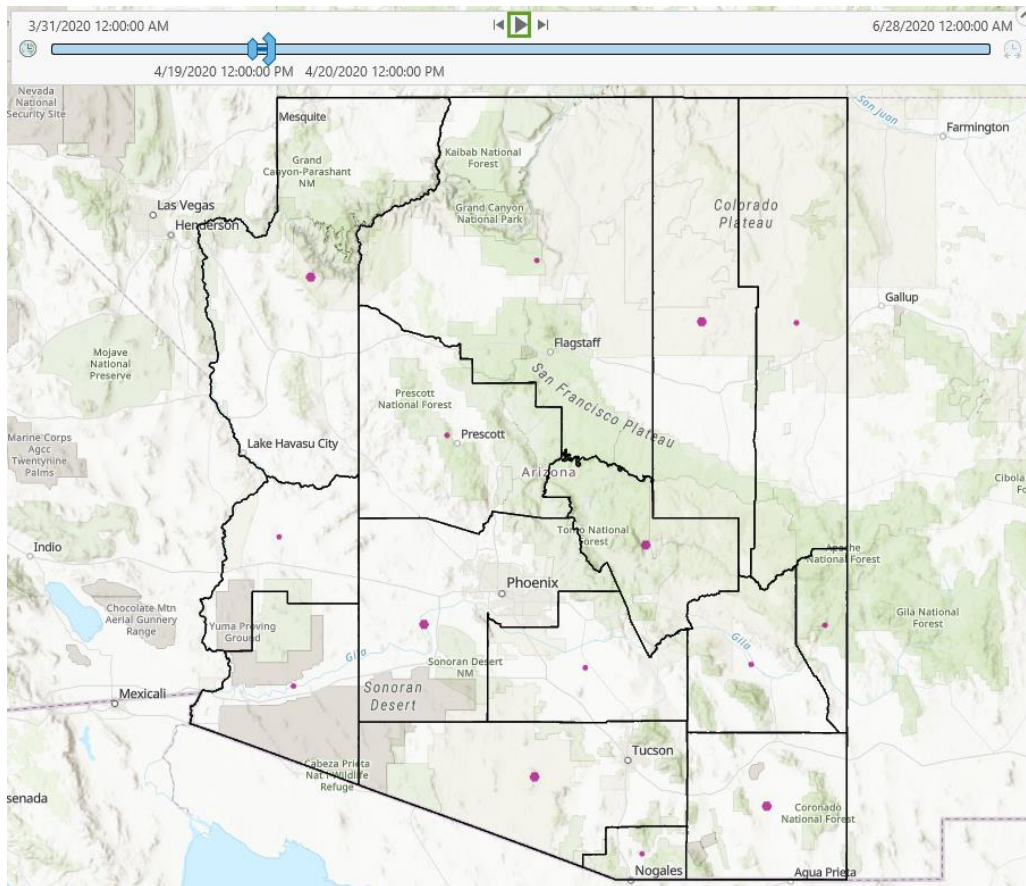 3/31/2020 12:00:00 AM
6/28/2020 12:00:00 AM
4/19/2020 12:00:00 PM
4/20/2020 12:00:00 PM
Nevada
National
Security Site
Mesquite
San Juan
Farmington
Kaibab National
Forest
Grand
Canyon-Parashant
NM
Las Vegas
Henderson
Grand Canyon
National Park
Colorado
Plateau
Gallup
Mojave
National
Preserve
Flagstaff
San Francisco Plateau
Prescott
National Forest
Prescott
Lake Havasu City
Marine Corps
Agcc
Twentynine
Palms
Arizona
Cibola
Fo
Indio
Tonto National
Forest
Apache
National Forest
Phoenix
Chocolate Mtn
Aerial Gunnery
Range
Gila National
Forest
Yuma Proving
Ground
Gila
Gila
Sonoran Desert
NM
Mexicali
Sonoran
Desert
Tucson
Cabeza Prieta
Nat'l Wildlife
Refuge
senada
Coronado
National Forest
Nogales
Agua Prieta